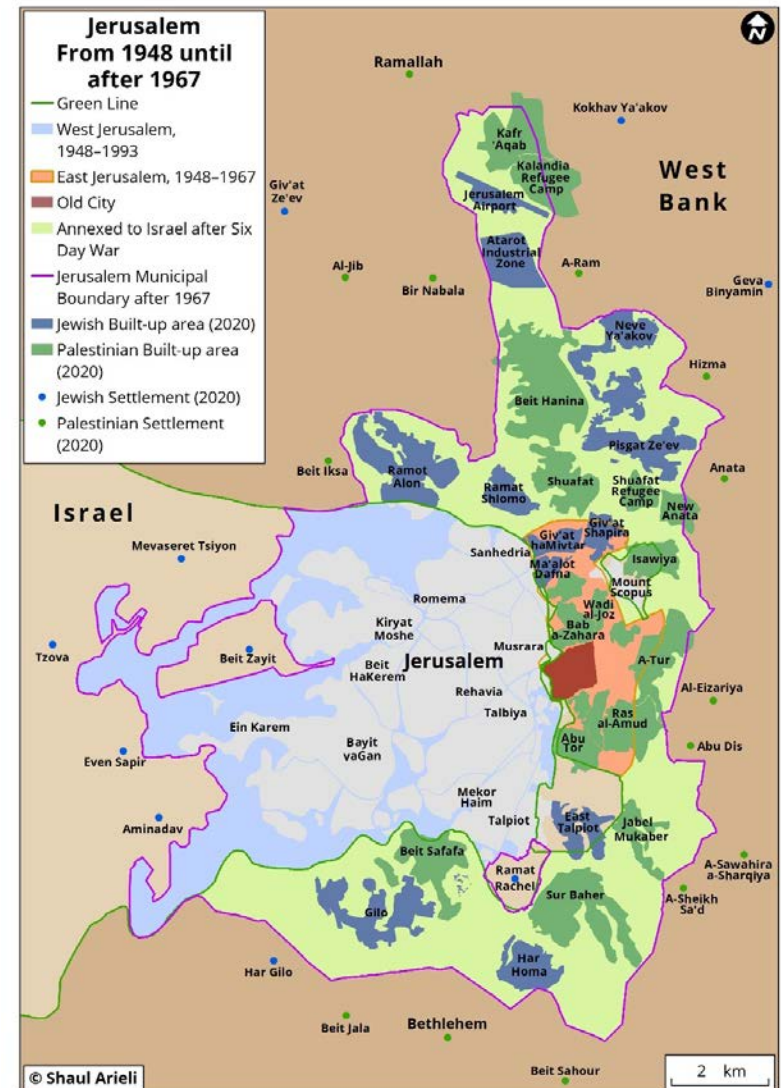 Jerusalem
From 1948 until
after 1967
Green Line
West Jerusalem,
1948–1993
East Jerusalem, 1948–1967
Old City
Annexed to Israel after Six
Day War
Jerusalem Municipal
Boundary after 1967
Jewish Built-up area (2020)
Palestinian Built-up area
(2020)
Jewish Settlement (2020)
Palestinian Settlement
(2020)
N
Ramallah
Kokhav Ya'akov
Kafr
'Aqab
Kalandia
Refugee
Camp
West
Bank
Giv'at
Ze'ev
Jerusalem
Airport
Atarot
Industrial
Zone
A-Ram
Al-Jib
Bir Nabala
Geva
Binyamin
Neve
Ya'akov
Hizma
Beit Hanina
Pisgat Ze'ev
Beit Iksa
Ramot
Alon
Ramat
Shlomo
Shuafat
Shuafat
Refugee
Camp
Anata
New
Anata
Israel
Mevaseret Tsiyon
Sanhedria
Giv'at
haMivtar
Giv'at
Shapira
Ma'alot
Dafna
Isawiya
Mount
Scopus
Romema
Wadi
al-Joz
Kiryat
Moshe
Bab
a-Zahara
Musrara
Tzova
Beit Zayit
Beit
HaKerem
Jerusalem
A-Tur
Rehavia
Al-Eizariya
Talbiya
Ein Karem
Ras
al-Amud
Bayit
vaGan
Abu
Tor
Abu Dis
Even Sapir
Mekor
Haim
Aminadav
Talpiot
East
Talpiot
Jabel
Mukaber
Beit Safafa
A-Sawahira
a-Sharqiya
Ramat
Rachel
A-Sheikh
Sa'd
Gilo
Sur Baher
Har
Homa
Har Gilo
Beit Jala
Bethlehem
Beit Sahour
© Shaul Arieli
2 km